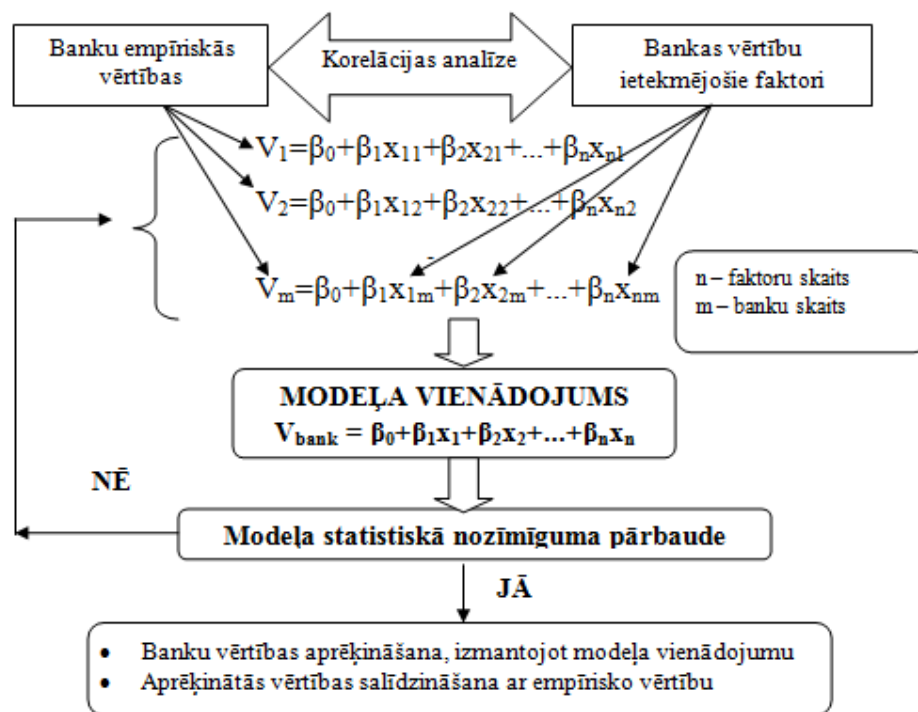 Banku empīriskās
vērtības
Korelācijas analīze
Bankas vērtību
ietekmējošie faktori
V₁=β₀+β₁x₁₁+β₂x₂₁+...+βₙxₙ₁
V₂=β₀+β₁x₁₂+β₂x₂₂+...+βₙxₙ₂
Vₘ=β₀+β₁x₁ₘ+β₂x₂ₘ+...+βₙxₙₘ
n – faktoru skaits
m – banku skaits
MODEĻA VIENĀDOJUMS
V_bank = β₀+β₁x₁+β₂x₂+...+βₙxₙ
NĒ
Modeļa statistiskā nozīmīguma pārbaude
JĀ
• Banku vērtības aprēķināšana, izmantojot modeļa vienādojumu
• Aprēķinātās vērtības salīdzināšana ar empīrisko vērtību